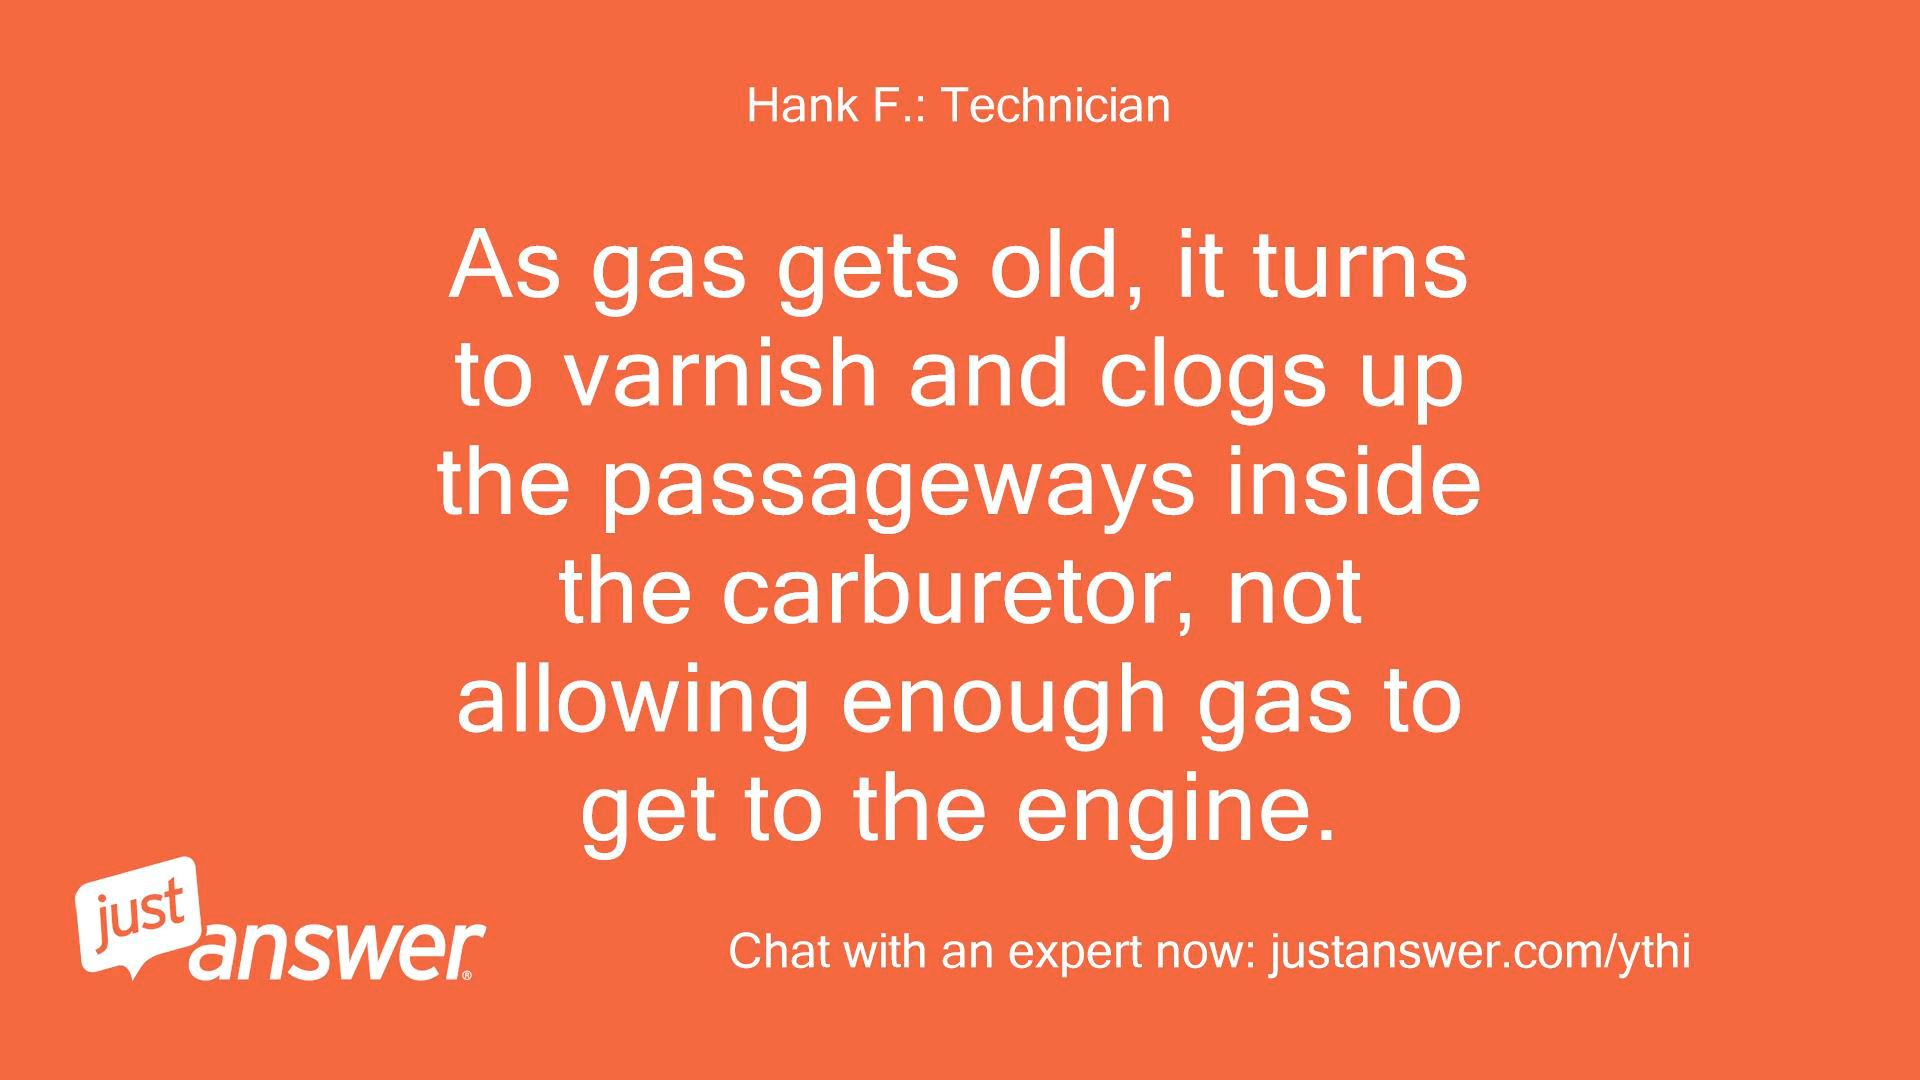 Hank F.: Technician
As gas gets old, it turns
to varnish and clogs up
the passageways inside
the carburetor, not
allowing enough gas to
get to the engine.
just
answer®
Chat with an expert now: justanswer.com/ythi